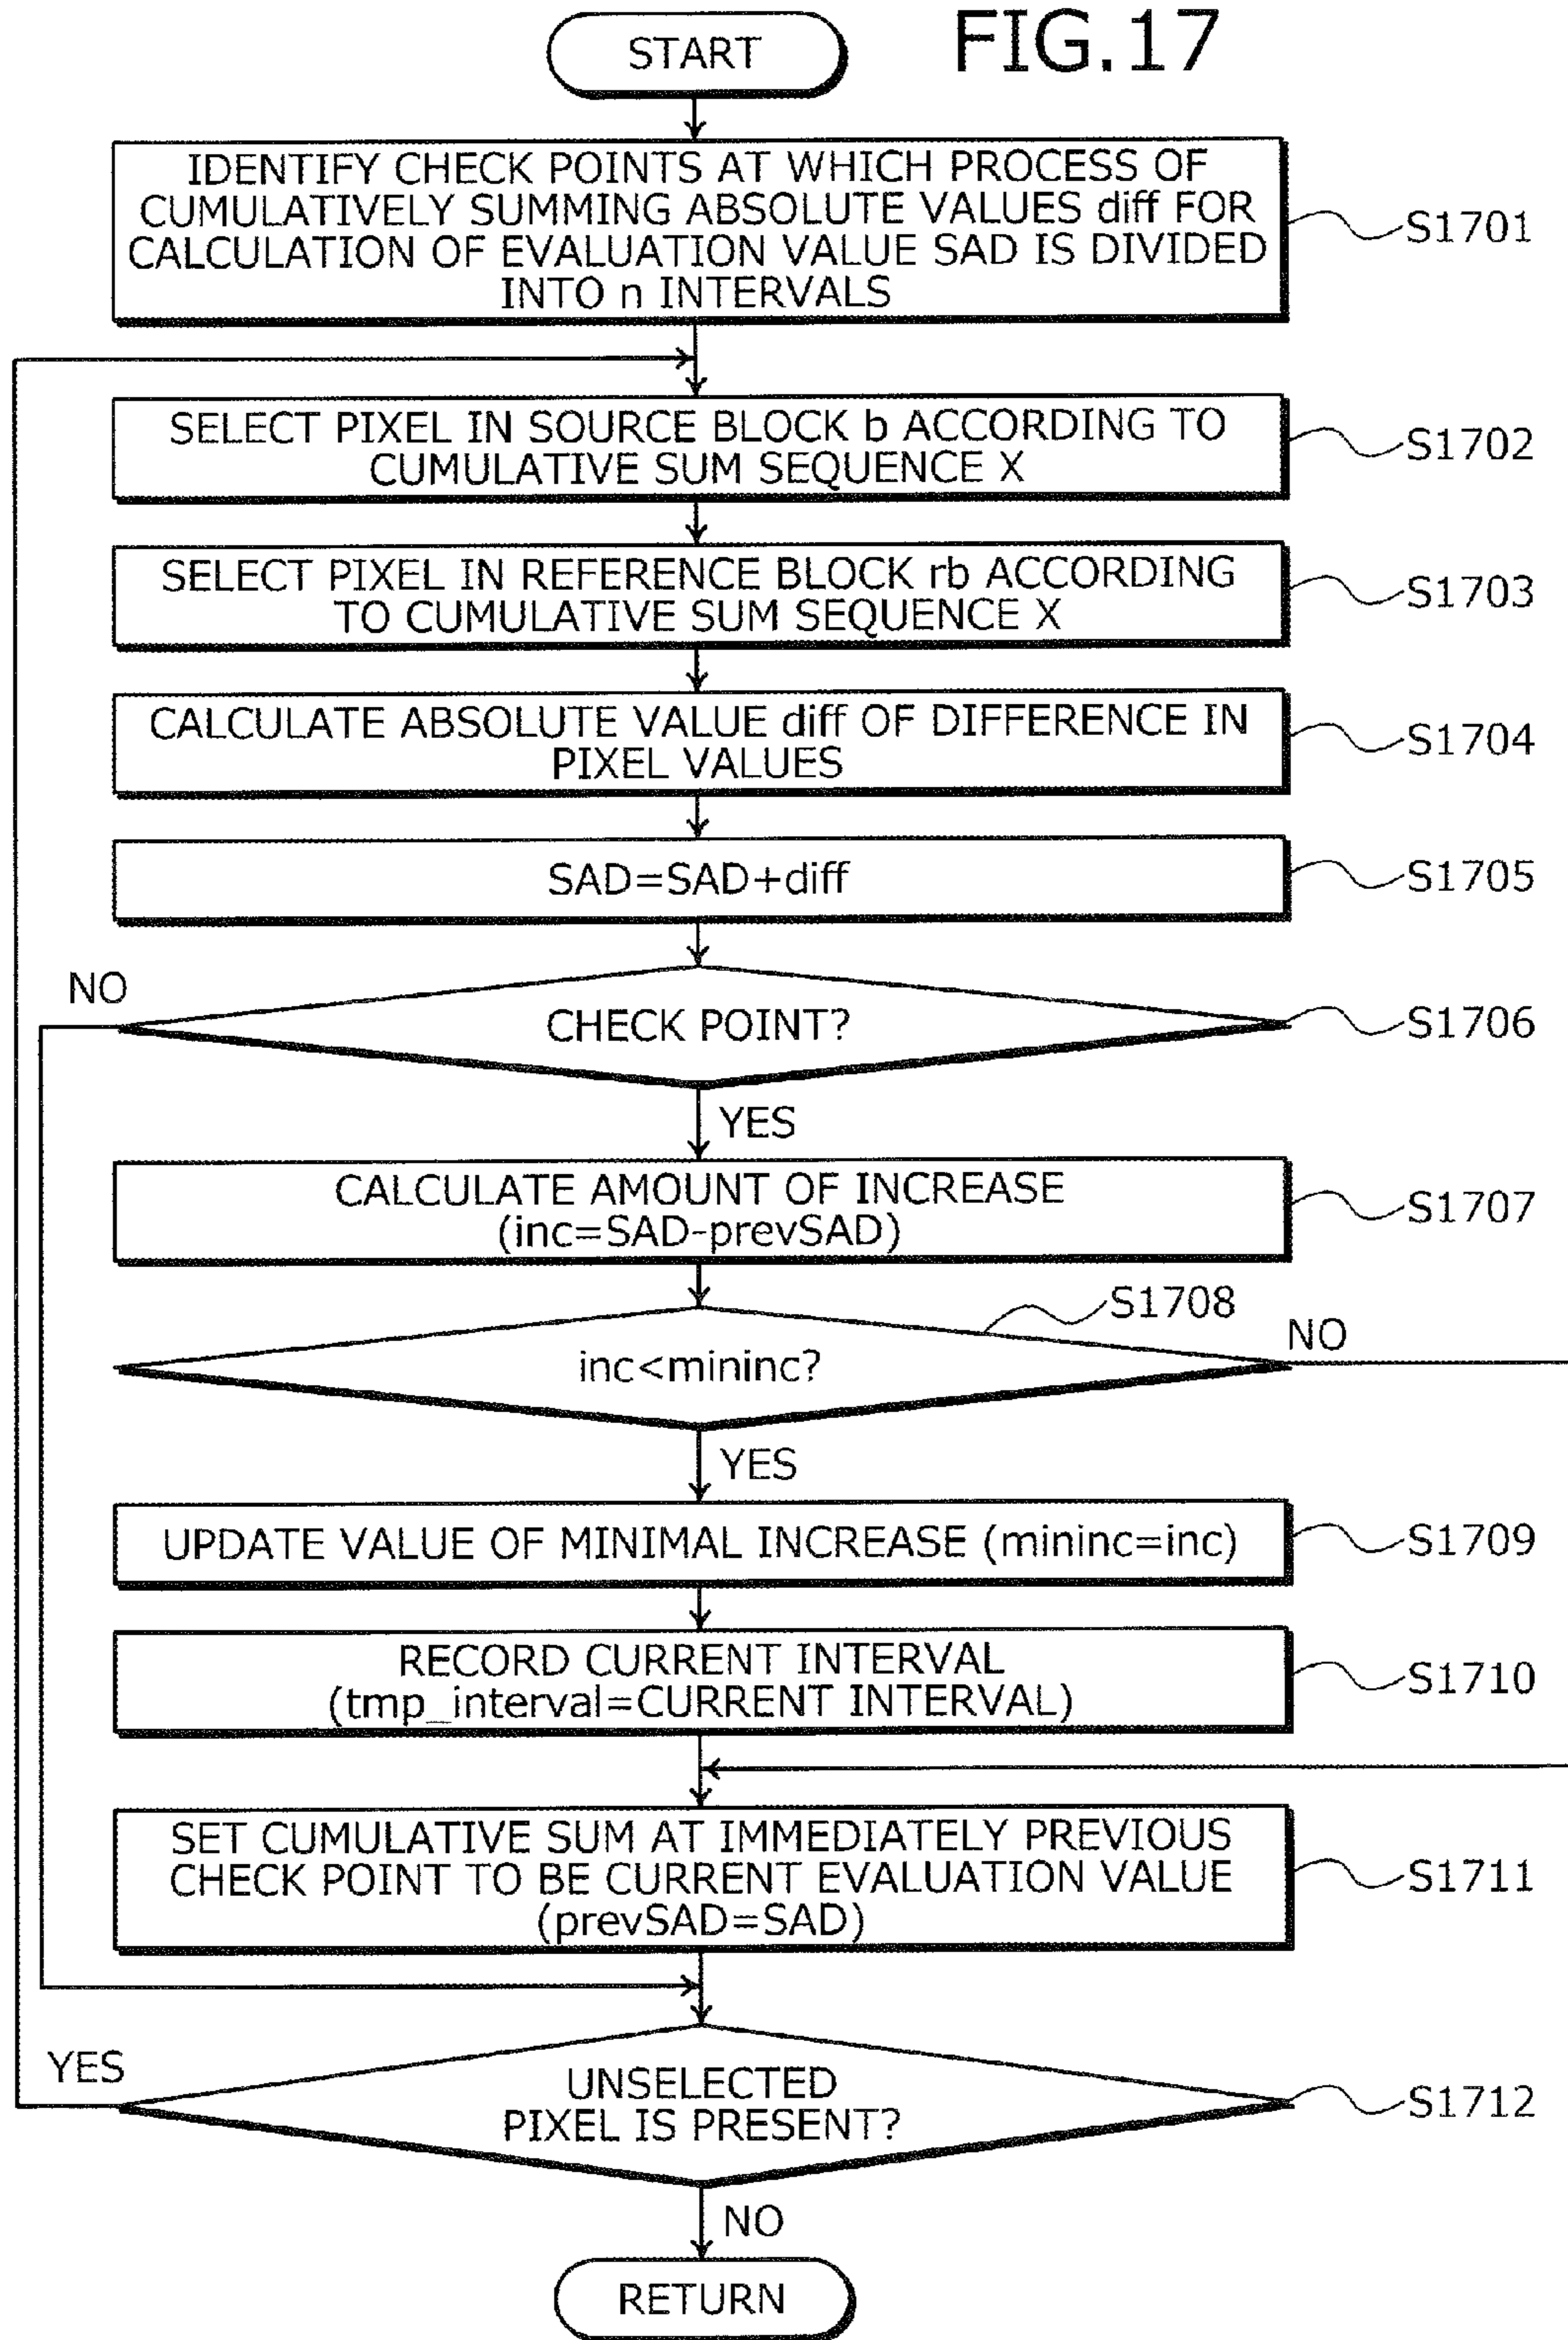 FIG.17
START
IDENTIFY CHECK POINTS AT WHICH PROCESS OF
CUMULATIVELY SUMMING ABSOLUTE VALUES diff FOR
CALCULATION OF EVALUATION VALUE SAD IS DIVIDED
INTO n INTERVALS
S1701
SELECT PIXEL IN SOURCE BLOCK b ACCORDING TO
CUMULATIVE SUM SEQUENCE X
S1702
SELECT PIXEL IN REFERENCE BLOCK rb ACCORDING
TO CUMULATIVE SUM SEQUENCE X
S1703
CALCULATE ABSOLUTE VALUE diff OF DIFFERENCE IN
PIXEL VALUES
S1704
SAD=SAD+diff
S1705
NO
CHECK POINT?
S1706
YES
CALCULATE AMOUNT OF INCREASE
(inc=SAD-prevSAD)
S1707
S1708
NO
inc<mininc?
YES
UPDATE VALUE OF MINIMAL INCREASE (mininc=inc)
S1709
RECORD CURRENT INTERVAL
(tmp_interval=CURRENT INTERVAL)
S1710
SET CUMULATIVE SUM AT IMMEDIATELY PREVIOUS
CHECK POINT TO BE CURRENT EVALUATION VALUE
(prevSAD=SAD)
S1711
YES
UNSELECTED
PIXEL IS PRESENT?
S1712
NO
RETURN